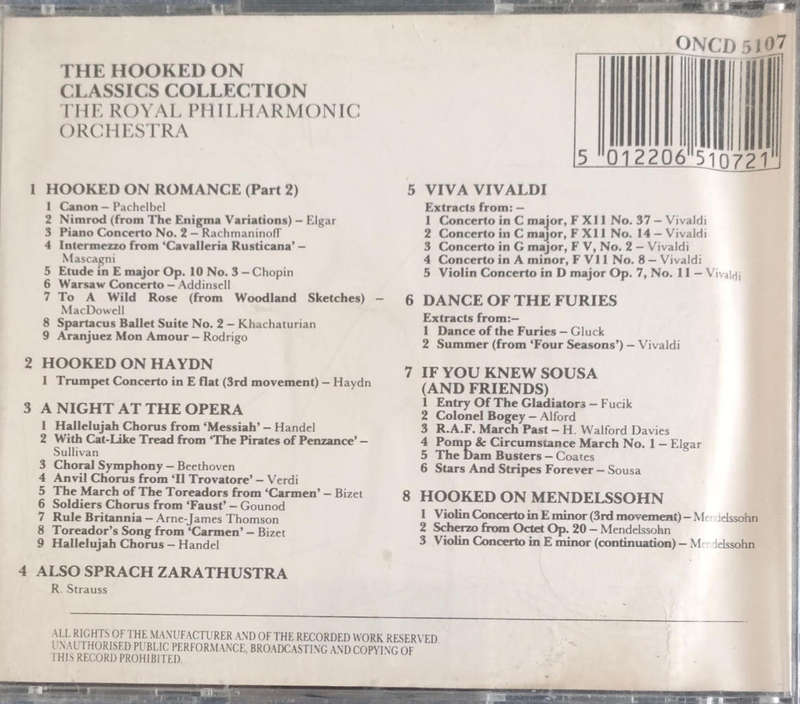 ONCD 5107
5 012206 510721
THE HOOKED ON
CLASSICS COLLECTION
THE ROYAL PHILHARMONIC
ORCHESTRA
1 HOOKED ON ROMANCE (Part 2)
1 Canon – Pachelbel
2 Nimrod (from The Enigma Variations) – Elgar
3 Piano Concerto No. 2 – Rachmaninoff
4 Intermezzo from ‘Cavalleria Rusticana’ –
Mascagni
5 Etude in E major Op. 10 No. 3 – Chopin
6 Warsaw Concerto – Addinsell
7 To A Wild Rose (from Woodland Sketches) –
MacDowell
8 Spartacus Ballet Suite No. 2 – Khachaturian
9 Aranjuez Mon Amour – Rodrigo
2 HOOKED ON HAYDN
1 Trumpet Concerto in E flat (3rd movement) – Haydn
3 A NIGHT AT THE OPERA
1 Hallelujah Chorus from ‘Messiah’ – Handel
2 With Cat-Like Tread from ‘The Pirates of Penzance’ –
Sullivan
3 Choral Symphony – Beethoven
4 Anvil Chorus from ‘Il Trovatore’ – Verdi
5 The March of The Toreadors from ‘Carmen’ – Bizet
6 Soldiers Chorus from ‘Faust’ – Gounod
7 Rule Britannia – Arne-James Thomson
8 Toreador's Song from ‘Carmen’ – Bizet
9 Hallelujah Chorus – Handel
4 ALSO SPRACH ZARATHUSTRA
R. Strauss
5 VIVA VIVALDI
Extracts from: –
1 Concerto in C major, F X11 No. 37 – Vivaldi
2 Concerto in C major, F X11 No. 14 – Vivaldi
3 Concerto in G major, F V, No. 2 – Vivaldi
4 Concerto in A minor, F V11 No. 8 – Vivaldi
5 Violin Concerto in D major Op. 7, No. 11 – Vivaldi
6 DANCE OF THE FURIES
Extracts from:–
1 Dance of the Furies – Gluck
2 Summer (from ‘Four Seasons’) – Vivaldi
7 IF YOU KNEW SOUSA
(AND FRIENDS)
1 Entry Of The Gladiators – Fucik
2 Colonel Bogey – Alford
3 R.A.F. March Past – H. Walford Davies
4 Pomp & Circumstance March No. 1 – Elgar
5 The Dam Busters – Coates
6 Stars And Stripes Forever – Sousa
8 HOOKED ON MENDELSSOHN
1 Violin Concerto in E minor (3rd movement) – Mendelssohn
2 Scherzo from Octet Op. 20 – Mendelssohn
3 Violin Concerto in E minor (continuation) – Mendelssohn
ALL RIGHTS OF THE MANUFACTURER AND OF THE RECORDED WORK RESERVED.
UNAUTHORISED PUBLIC PERFORMANCE, BROADCASTING AND COPYING OF
THIS RECORD PROHIBITED.